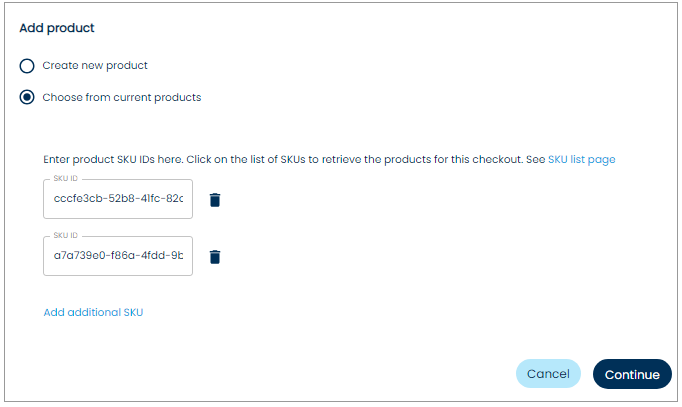 Add product
Create new product
Choose from current products
Enter product SKU IDs here. Click on the list of SKUs to retrieve the products for this checkout. See SKU list page
SKU ID
cccfe3cb-52b8-41fc-82c
SKU ID
a7a739e0-f86a-4fdd-9b
Add additional SKU
Cancel
Continue